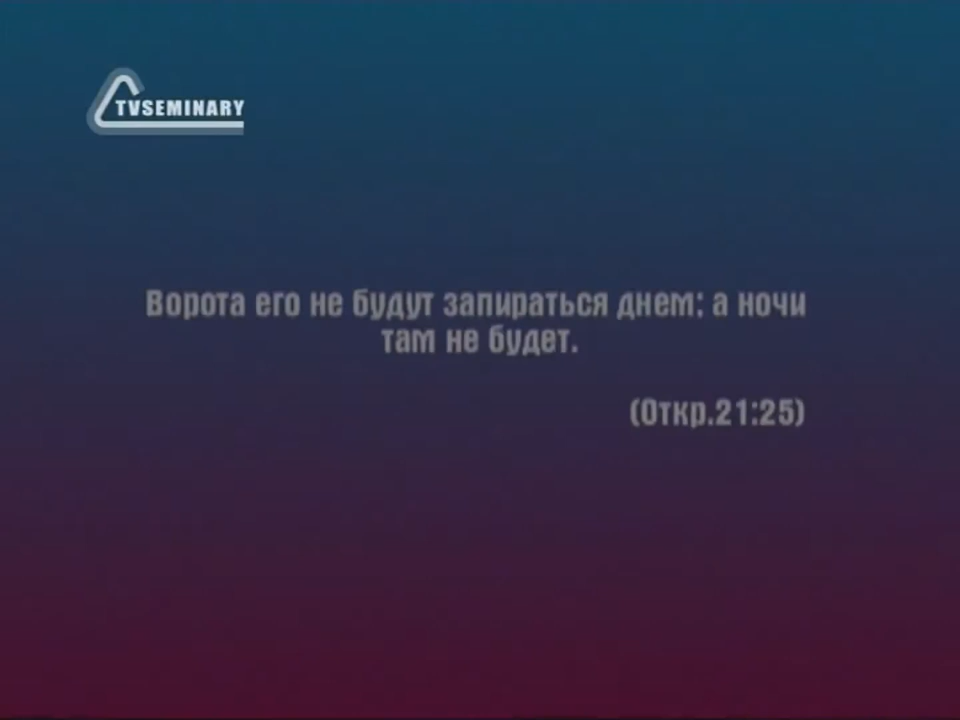 TVSEMINARY
Ворота его не будут запираться днем; а ночи
там не будет.
(Откр.21:25)